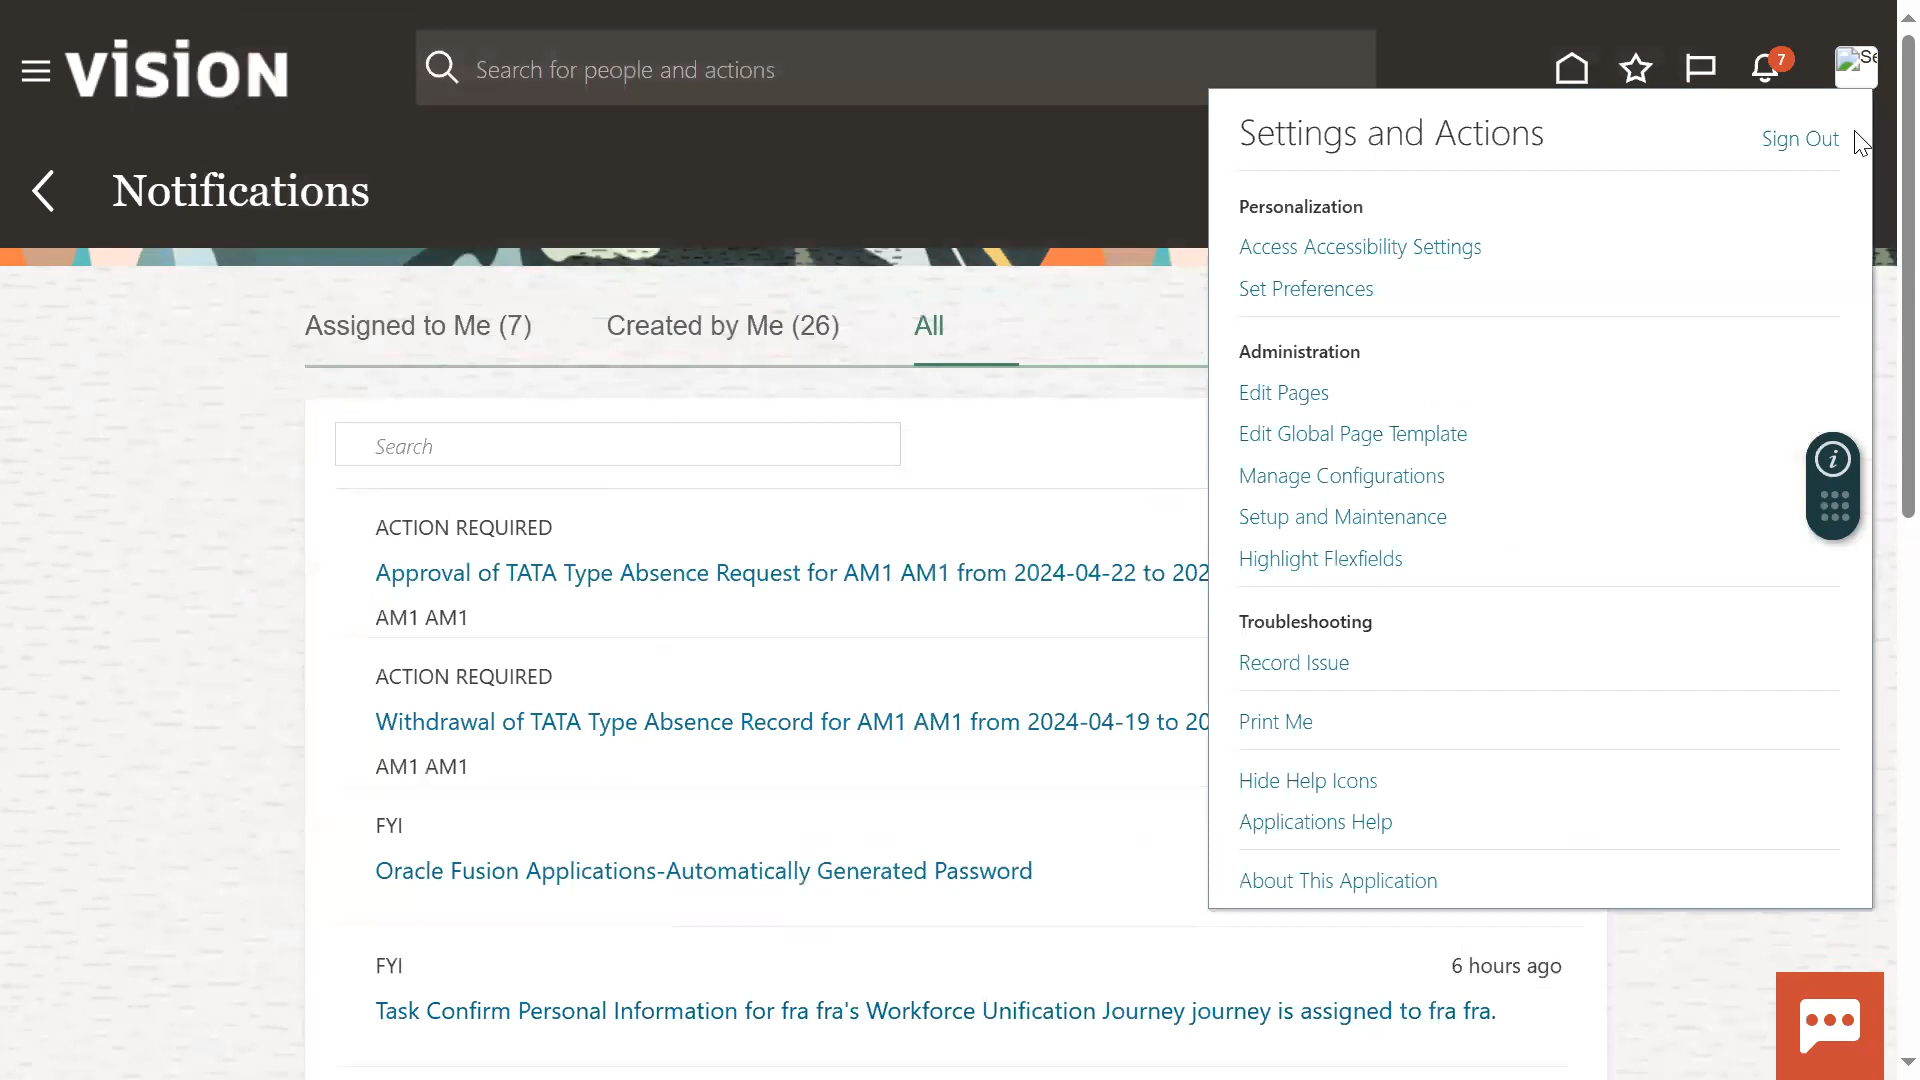 vision
Search for people and actions
7
Se
Settings and Actions
Sign Out
Notifications
Personalization
Access Accessibility Settings
Set Preferences
Administration
Edit Pages
Edit Global Page Template
Manage Configurations
Setup and Maintenance
Highlight Flexfields
Troubleshooting
Record Issue
Print Me
Hide Help Icons
Applications Help
About This Application
Assigned to Me (7)
Created by Me (26)
All
Search
ACTION REQUIRED
Approval of TATA Type Absence Request for AM1 AM1 from 2024-04-22 to 202
AM1 AM1
ACTION REQUIRED
Withdrawal of TATA Type Absence Record for AM1 AM1 from 2024-04-19 to 20
AM1 AM1
FYI
Oracle Fusion Applications-Automatically Generated Password
FYI
6 hours ago
Task Confirm Personal Information for fra fra's Workforce Unification Journey journey is assigned to fra fra.